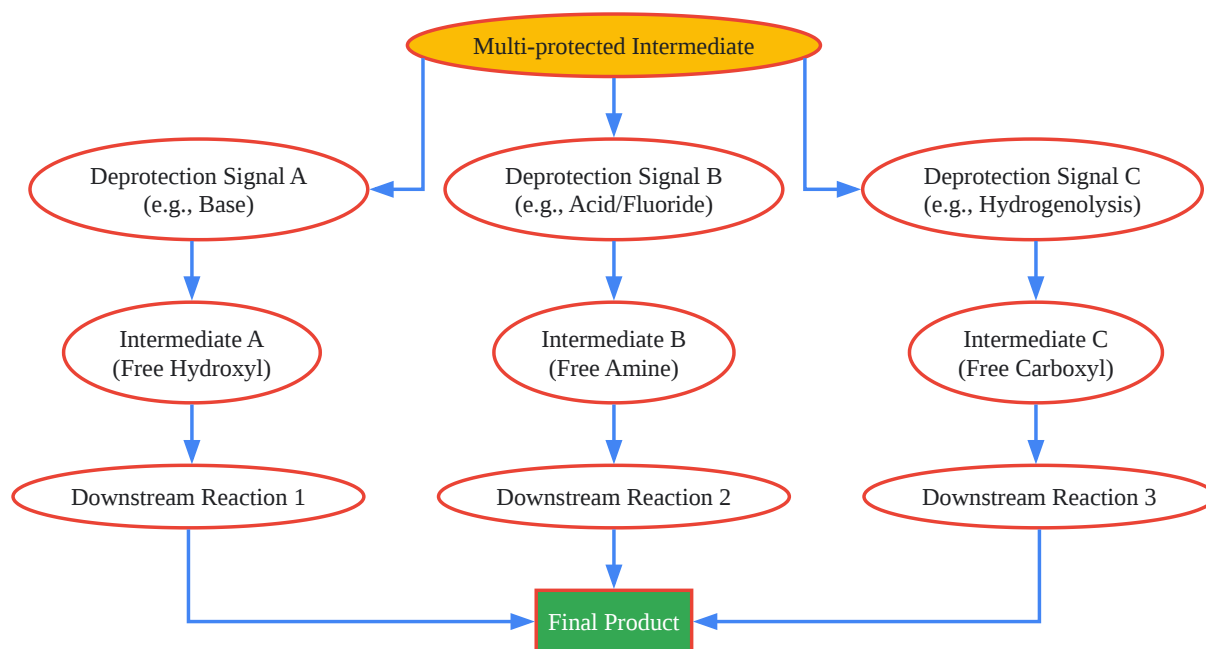 Multi-protected Intermediate
Deprotection Signal A
(e.g., Base)
Deprotection Signal B
(e.g., Acid/Fluoride)
Deprotection Signal C
(e.g., Hydrogenolysis)
Intermediate A
(Free Hydroxyl)
Intermediate B
(Free Amine)
Intermediate C
(Free Carboxyl)
Downstream Reaction 1
Downstream Reaction 2
Downstream Reaction 3
Final Product